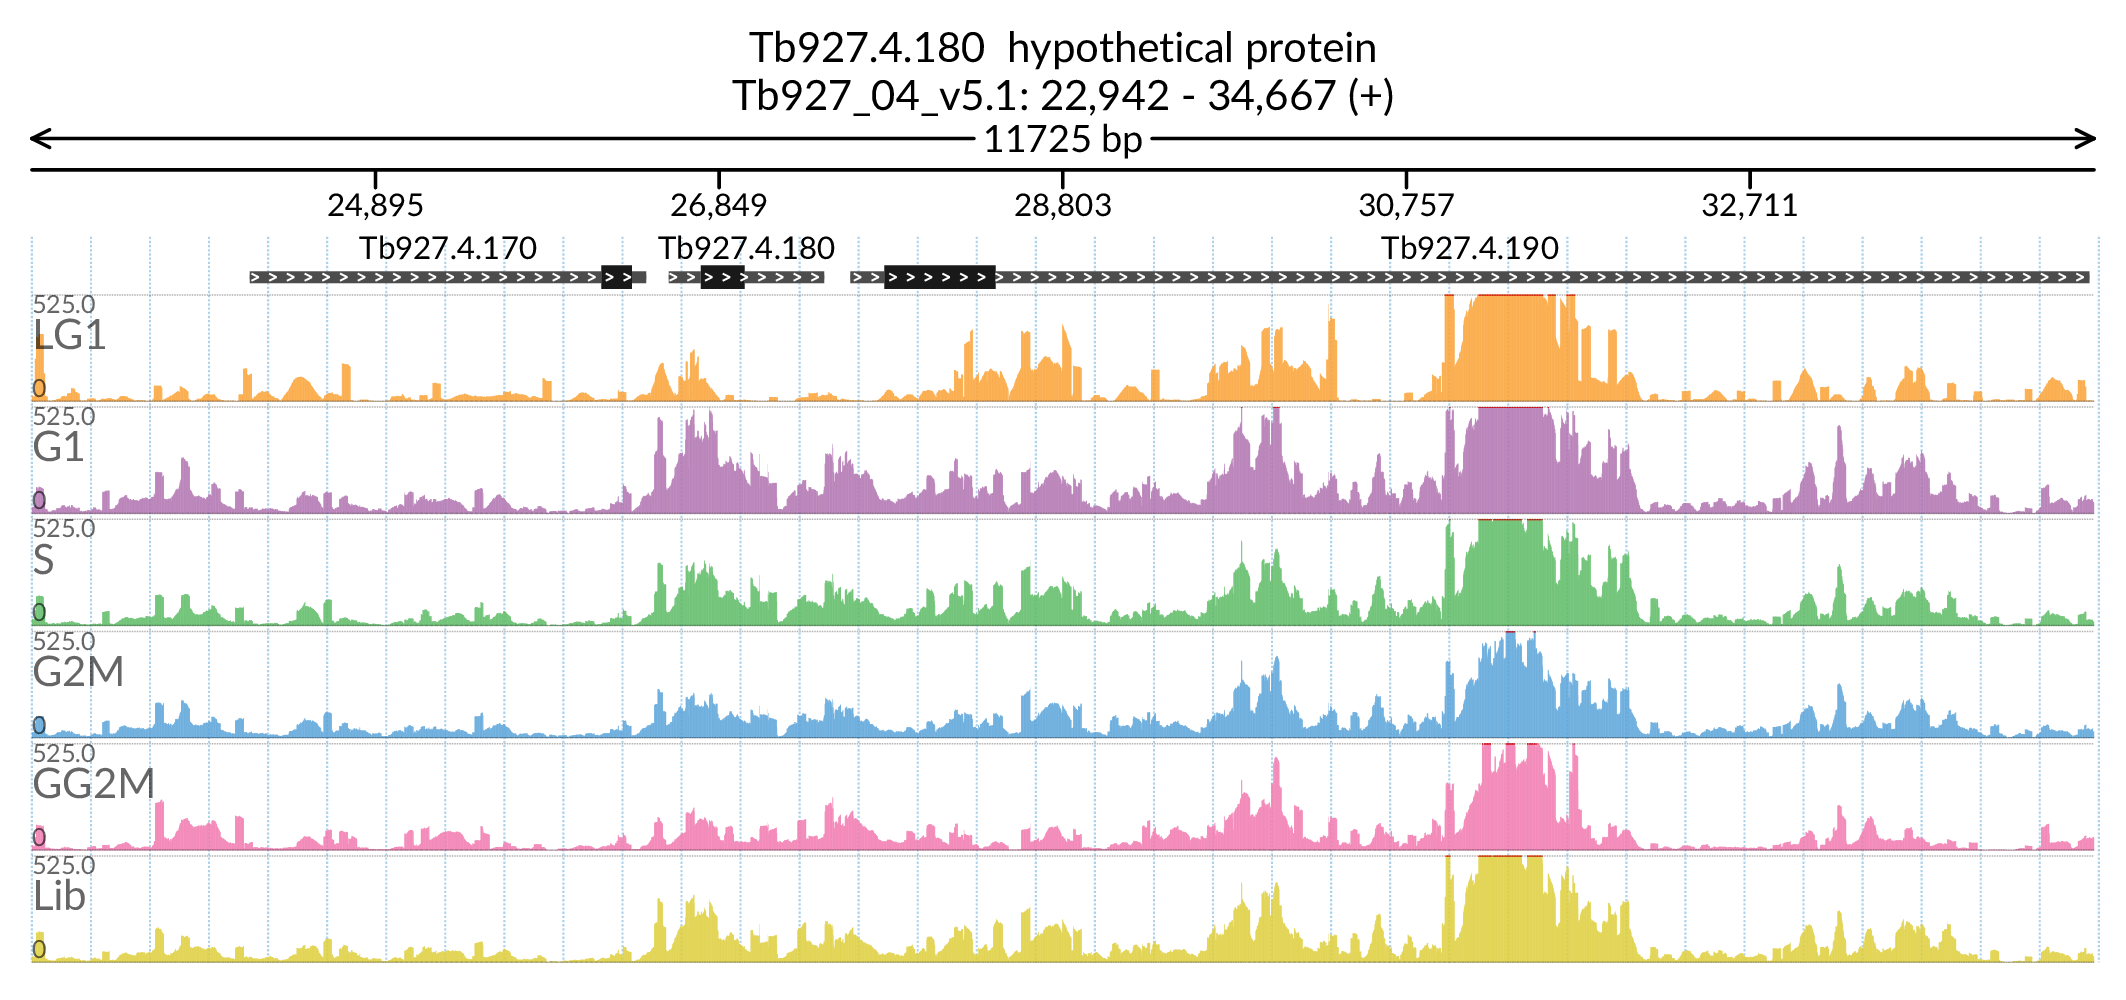 Tb927.4.180  hypothetical protein
Tb927_04_v5.1: 22,942 - 34,667 (+)
11725 bp
24,895 26,849 28,803 30,757 32,711
Tb927.4.170 Tb927.4.180 Tb927.4.190
525.0
LG1
0
525.0
G1
0
525.0
S
0
525.0
G2M
0
525.0
GG2M
0
525.0
Lib
0